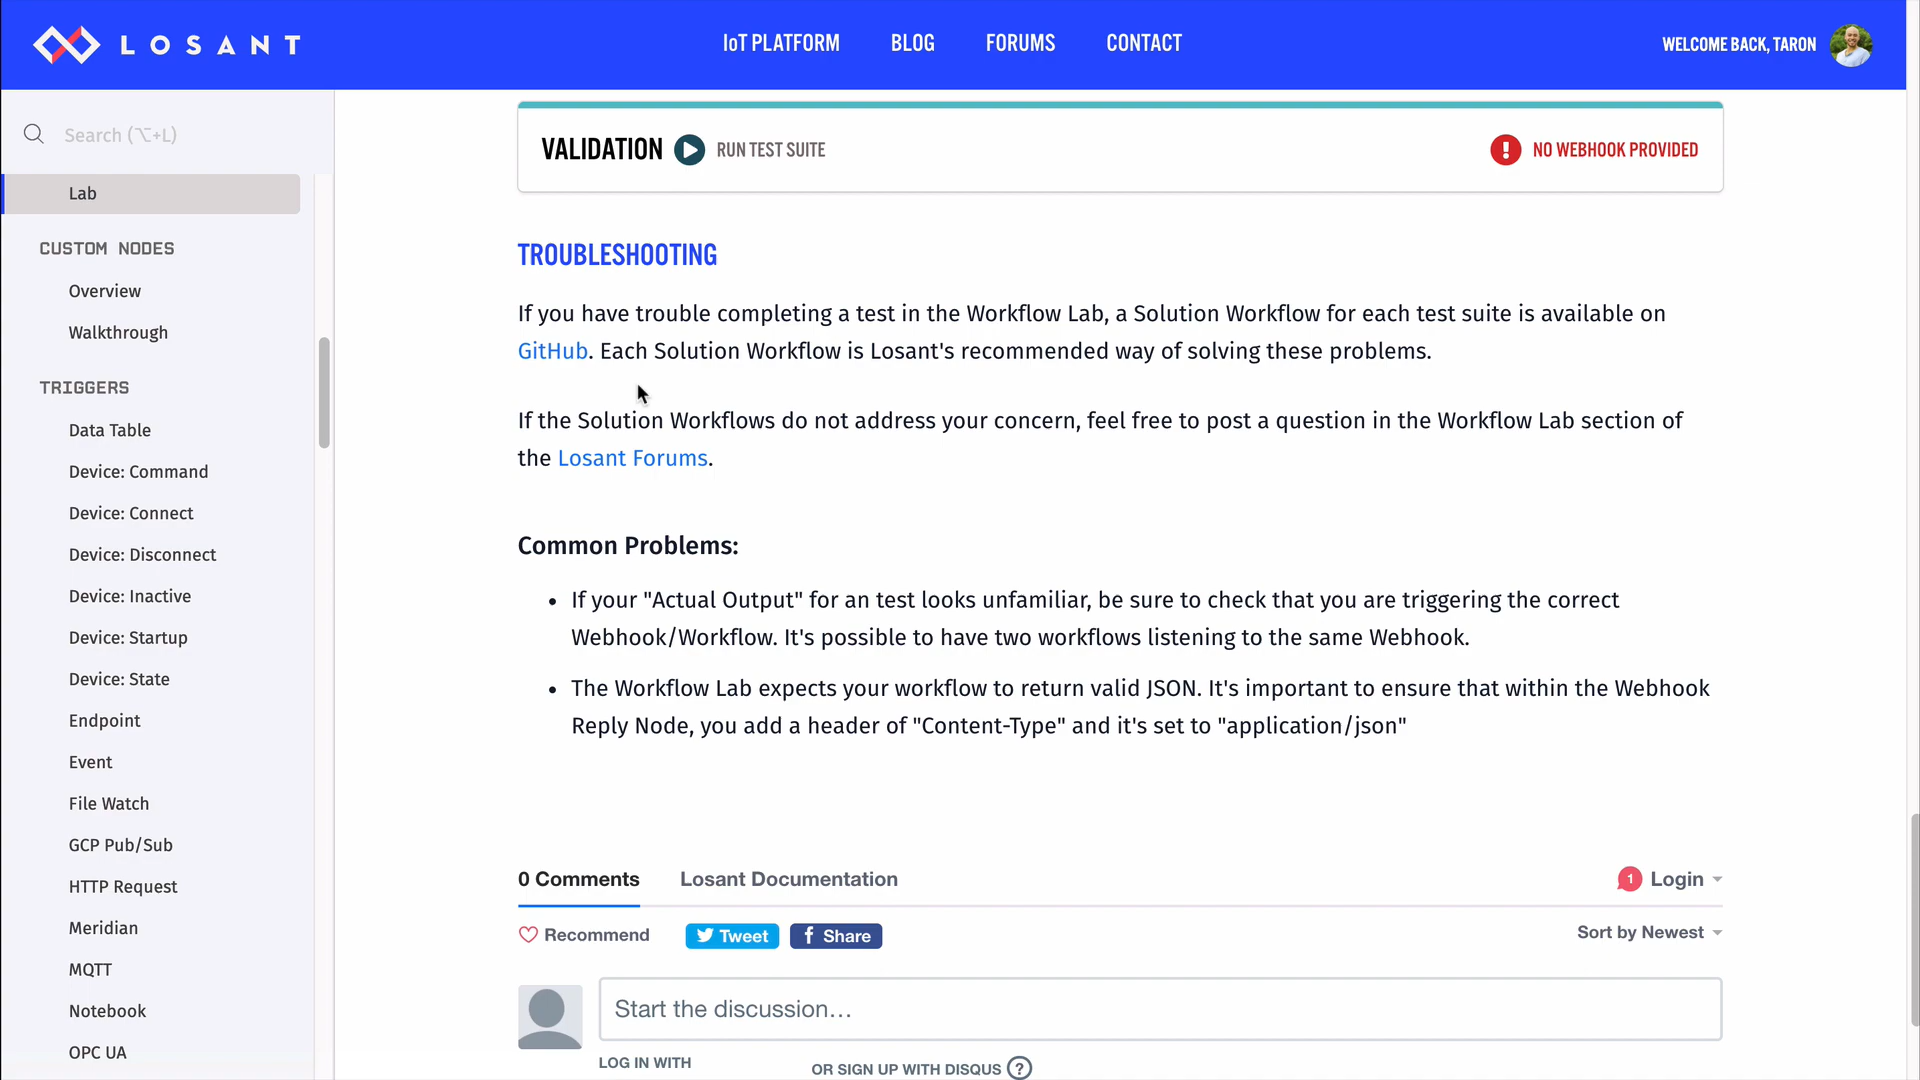 LOSANT
IoT PLATFORM
BLOG
FORUMS
CONTACT
WELCOME BACK, TARON
Search (⌥+L)
Lab
CUSTOM NODES
Overview
Walkthrough
TRIGGERS
Data Table
Device: Command
Device: Connect
Device: Disconnect
Device: Inactive
Device: Startup
Device: State
Endpoint
Event
File Watch
GCP Pub/Sub
HTTP Request
Meridian
MQTT
Notebook
OPC UA
VALIDATION
RUN TEST SUITE
NO WEBHOOK PROVIDED
TROUBLESHOOTING
If you have trouble completing a test in the Workflow Lab, a Solution Workflow for each test suite is available on
GitHub. Each Solution Workflow is Losant's recommended way of solving these problems.
If the Solution Workflows do not address your concern, feel free to post a question in the Workflow Lab section of
the Losant Forums.
Common Problems:
• If your "Actual Output" for an test looks unfamiliar, be sure to check that you are triggering the correct
Webhook/Workflow. It's possible to have two workflows listening to the same Webhook.
• The Workflow Lab expects your workflow to return valid JSON. It's important to ensure that within the Webhook
Reply Node, you add a header of "Content-Type" and it's set to "application/json"
0 Comments
Losant Documentation
1
Login
Recommend
Tweet
Share
Sort by Newest
Start the discussion…
LOG IN WITH
OR SIGN UP WITH DISQUS ?